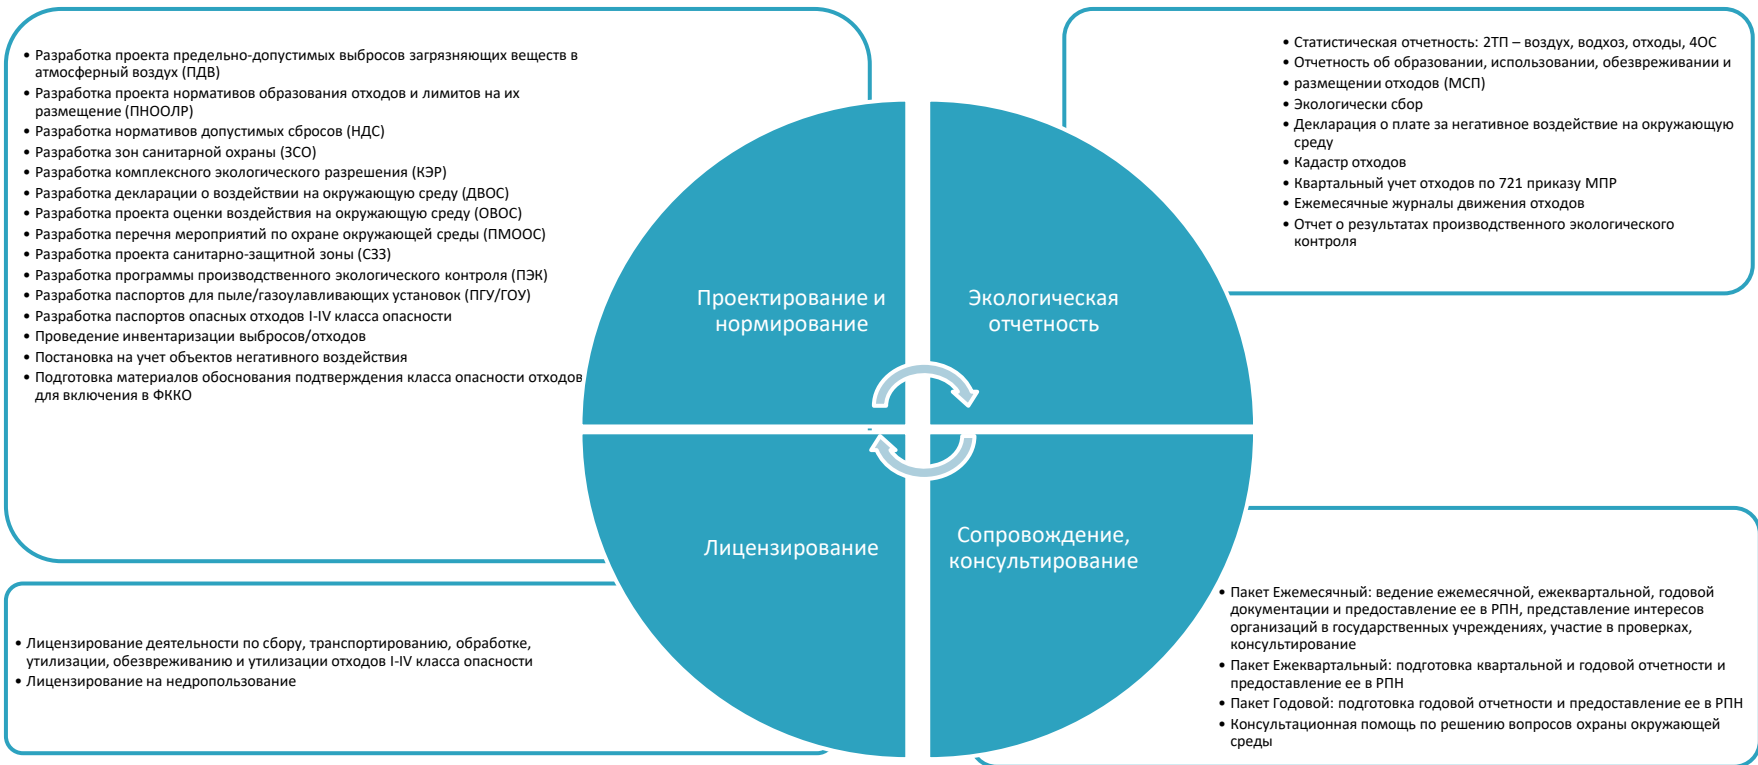 • Разработка проекта предельно-допустимых выбросов загрязняющих веществ в
атмосферный воздух (ПДВ)
• Разработка проекта нормативов образования отходов и лимитов на их
размещение (ПНООЛР)
• Разработка нормативов допустимых сбросов (НДС)
• Разработка зон санитарной охраны (ЗСО)
• Разработка комплексного экологического разрешения (КЭР)
• Разработка декларации о воздействии на окружающую среду (ДВОС)
• Разработка проекта оценки воздействия на окружающую среду (ОВОС)
• Разработка перечня мероприятий по охране окружающей среды (ПМООС)
• Разработка проекта санитарно-защитной зоны (СЗЗ)
• Разработка программы производственного экологического контроля (ПЭК)
• Разработка паспортов для пыле/газоулавливающих установок (ПГУ/ГОУ)
• Разработка паспортов опасных отходов I-IV класса опасности
• Проведение инвентаризации выбросов/отходов
• Постановка на учет объектов негативного воздействия
• Подготовка материалов обоснования подтверждения класса опасности отходов
для включения в ФККО
• Статистическая отчетность: 2ТП – воздух, водхоз, отходы, 4ОС
• Отчетность об образовании, использовании, обезвреживании и
• размещении отходов (МСП)
• Экологически сбор
• Декларация о плате за негативное воздействие на окружающую
среду
• Кадастр отходов
• Квартальный учет отходов по 721 приказу МПР
• Ежемесячные журналы движения отходов
• Отчет о результатах производственного экологического
контроля
Проектирование и
нормирование
Экологическая
отчетность
Лицензирование
Сопровождение,
консультирование
• Лицензирование деятельности по сбору, транспортированию, обработке,
утилизации, обезвреживанию и утилизации отходов I-IV класса опасности
• Лицензирование на недропользование
• Пакет Ежемесячный: ведение ежемесячной, ежеквартальной, годовой
документации и предоставление ее в РПН, представление интересов
организаций в государственных учреждениях, участие в проверках,
консультирование
• Пакет Ежеквартальный: подготовка квартальной и годовой отчетности и
предоставление ее в РПН
• Пакет Годовой: подготовка годовой отчетности и предоставление ее в РПН
• Консультационная помощь по решению вопросов охраны окружающей
среды